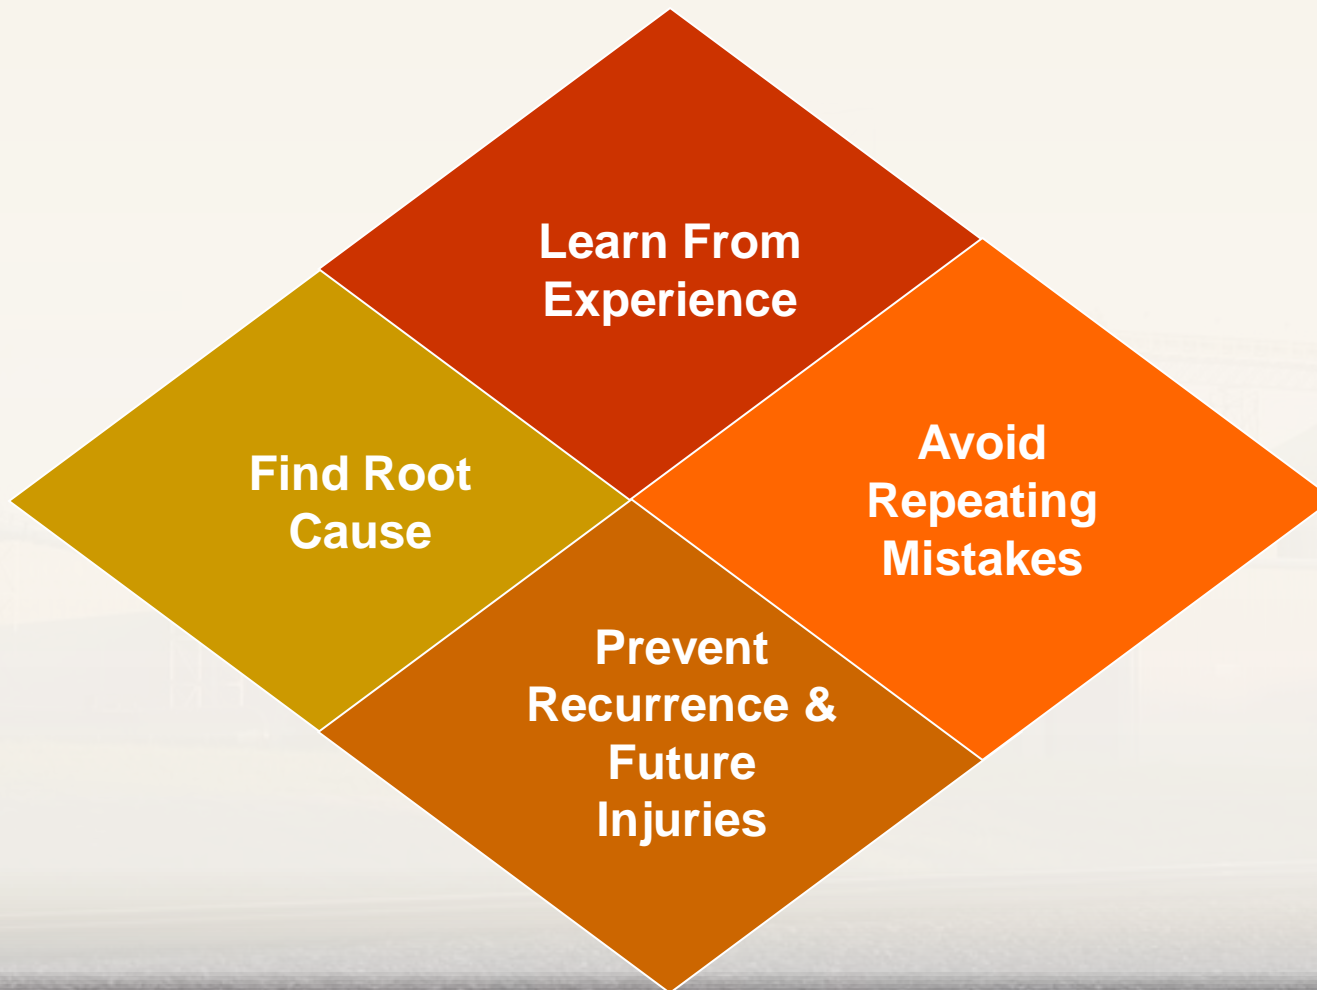 Learn From
Experience
Find Root
Cause
Avoid
Repeating
Mistakes
Prevent
Recurrence &
Future
Injuries